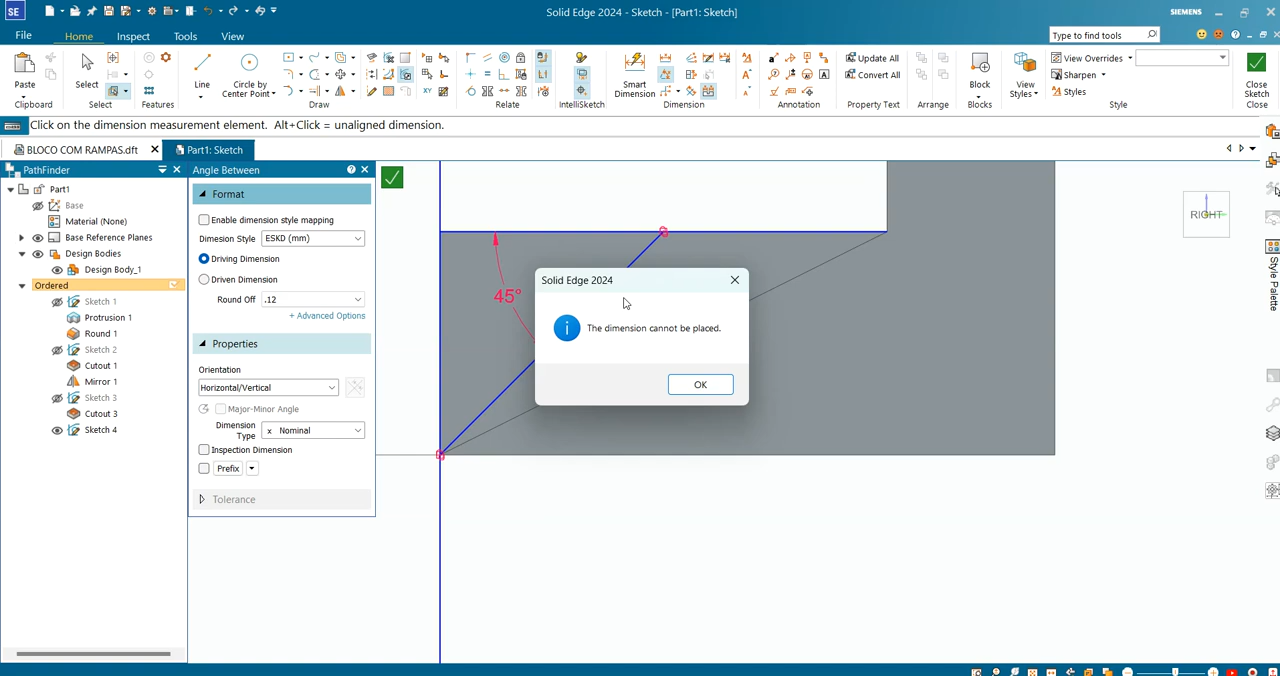 SE
Solid Edge 2024 - Sketch - [Part1: Sketch]
SIEMENS
File
Home
Inspect
Tools
View
Type to find tools
Paste
Clipboard
Select
Select
Features
Line
Circle by
Center Point
Draw
Relate
IntelliSketch
Smart
Dimension
Dimension
Annotation
Update All
Convert All
Property Text
Arrange
Block
Blocks
View
Styles
View Overrides
Sharpen
Styles
Style
Close
Sketch
Close
Click on the dimension measurement element. Alt+Click = unaligned dimension.
BLOCO COM RAMPAS.dft
Part1: Sketch
PathFinder
Part1
Base
Material (None)
Base Reference Planes
Design Bodies
Design Body_1
Ordered
Sketch 1
Protrusion 1
Round 1
Sketch 2
Cutout 1
Mirror 1
Sketch 3
Cutout 3
Sketch 4
Angle Between
Format
Enable dimension style mapping
Dimesion Style
ESKD (mm)
Driving Dimension
Driven Dimension
Round Off
.12
+ Advanced Options
Properties
Orientation
Horizontal/Vertical
Major-Minor Angle
Dimension
Type
x Nominal
Inspection Dimension
Prefix
Tolerance
45°
Solid Edge 2024
The dimension cannot be placed.
OK
RIGHT
Style Palette